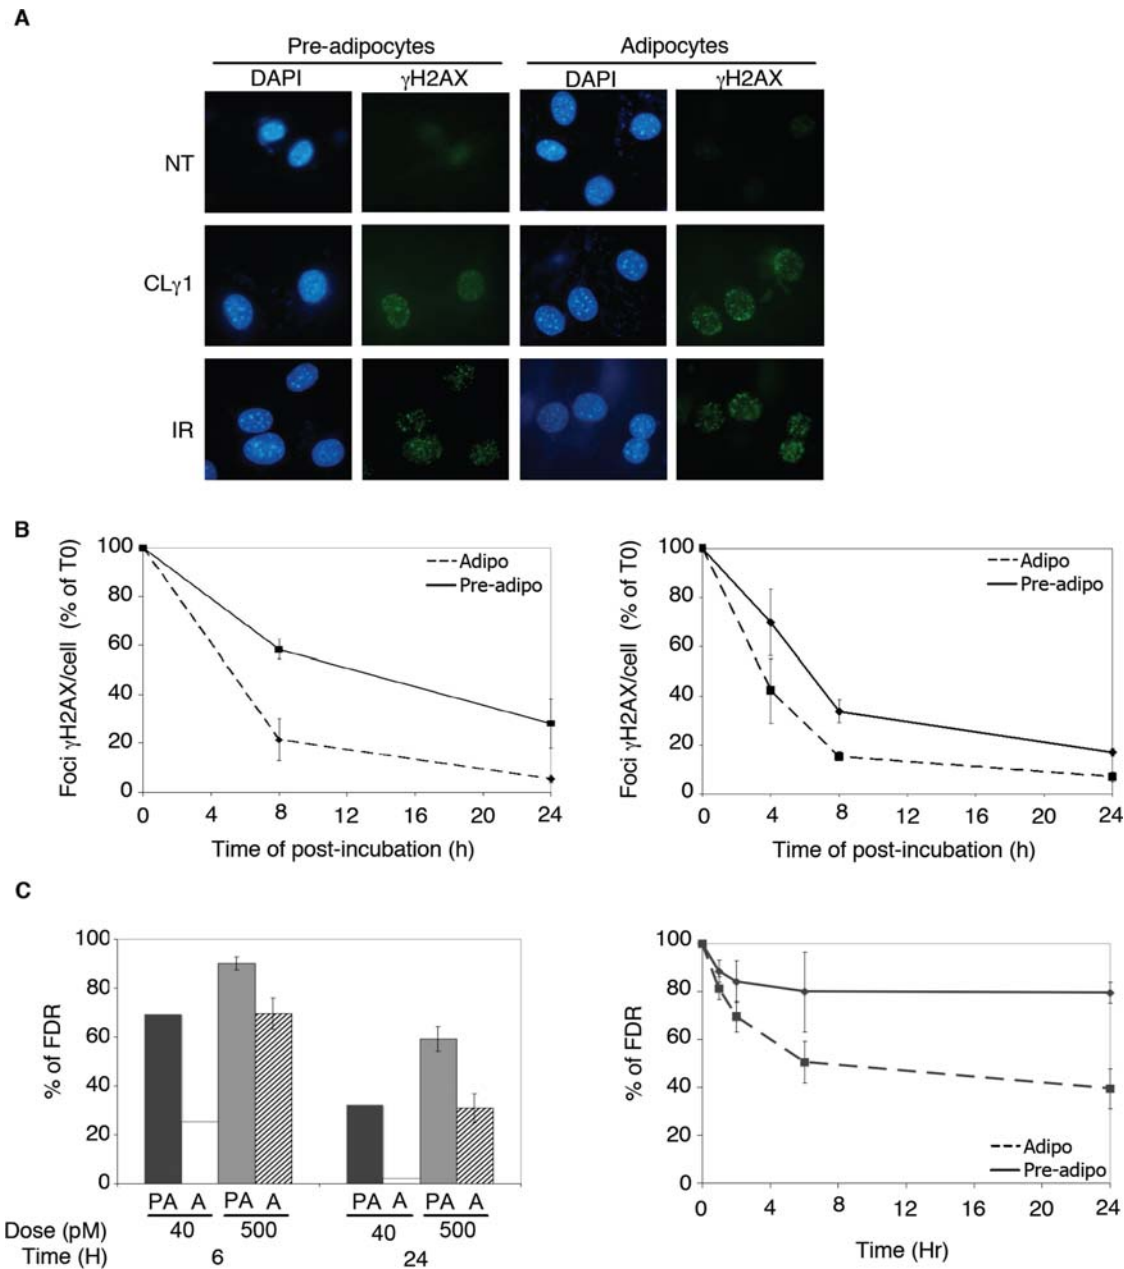 A
Pre-adipocytes Adipocytes
DAPI γH2AX DAPI γH2AX
NT
CLγ1
IR
B
Foci γH2AX/cell (% of T0)
100
80
60
40
20
0
0 4 8 12 16 20 24
Time of post-incubation (h)
Adipo
Pre-adipo
Foci γH2AX/cell (% of T0)
100
80
60
40
20
0
0 4 8 12 16 20 24
Time of post-incubation (h)
Adipo
Pre-adipo
C
% of FDR
100
80
60
40
20
0
PA A PA A PA A PA A
Dose (pM) 40 500 40 500
Time (H) 6 24
% of FDR
100
80
60
40
20
0
0 4 8 12 16 20 24
Time (Hr)
Adipo
Pre-adipo